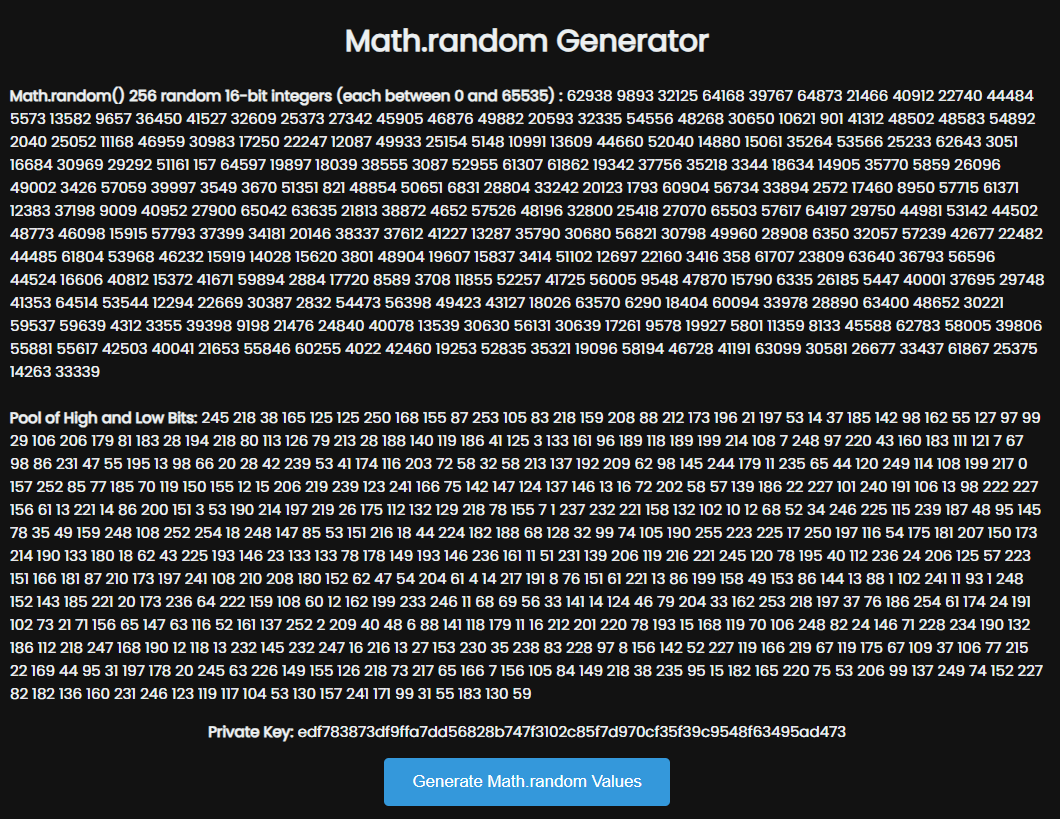 Math.random Generator
Math.random() 256 random 16-bit integers (each between 0 and 65535) : 62938 9893 32125 64168 39767 64873 21466 40912 22740 44484
5573 13582 9657 36450 41527 32609 25373 27342 45905 46876 49882 20593 32335 54556 48268 30650 10621 901 41312 48502 48583 54892
2040 25052 11168 46959 30983 17250 22247 12087 49933 25154 5148 10991 13609 44660 52040 14880 15061 35264 53566 25233 62643 3051
16684 30969 29292 51161 157 64597 19897 18039 38555 3087 52955 61307 61862 19342 37756 35218 3344 18634 14905 35770 5859 26096
49002 3426 57059 39997 3549 3670 51351 821 48854 50651 6831 28804 33242 20123 1793 60904 56734 33894 2572 17460 8950 57715 61371
12383 37198 9009 40952 27900 65042 63635 21813 38872 4652 57526 48196 32800 25418 27070 65503 57617 64197 29750 44981 53142 44502
48773 46098 15915 57793 37399 34181 20146 38337 37612 41227 13287 35790 30680 56821 30798 49960 28908 6350 32057 57239 42677 22482
44485 61804 53968 46232 15919 14028 15620 3801 48904 19607 15837 3414 51102 12697 22160 3416 358 61707 23809 63640 36793 56596
44524 16606 40812 15372 41671 59894 2884 17720 8589 3708 11855 52257 41725 56005 9548 47870 15790 6335 26185 5447 40001 37695 29748
41353 64514 53544 12294 22669 30387 2832 54473 56398 49423 43127 18026 63570 6290 18404 60094 33978 28890 63400 48652 30221
59537 59639 4312 3355 39398 9198 21476 24840 40078 13539 30630 56131 30639 17261 9578 19927 5801 11359 8133 45588 62783 58005 39806
55881 55617 42503 40041 21653 55846 60255 4022 42460 19253 52835 35321 19096 58194 46728 41191 63099 30581 26677 33437 61867 25375
14263 33339
Pool of High and Low Bits: 245 218 38 165 125 125 250 168 155 87 253 105 83 218 159 208 88 212 173 196 21 197 53 14 37 185 142 98 162 55 127 97 99
29 106 206 179 81 183 28 194 218 80 113 126 79 213 28 188 140 119 186 41 125 3 133 161 96 189 118 189 199 214 108 7 248 97 220 43 160 183 111 121 7 67
98 86 231 47 55 195 13 98 66 20 28 42 239 53 41 174 116 203 72 58 32 58 213 137 192 209 62 98 145 244 179 11 235 65 44 120 249 114 108 199 217 0
157 252 85 77 185 70 119 150 155 12 15 206 219 239 123 241 166 75 142 147 124 137 146 13 16 72 202 58 57 139 186 22 227 101 240 191 106 13 98 222 227
156 61 13 221 14 86 200 151 3 53 190 214 197 219 26 175 112 132 129 218 78 155 7 1 237 232 221 158 132 102 10 12 68 52 34 246 225 115 239 187 48 95 145
78 35 49 159 248 108 252 254 18 248 147 85 53 151 216 18 44 224 182 188 68 128 32 99 74 105 190 255 223 225 17 250 197 116 54 175 181 207 150 173
214 190 133 180 18 62 43 225 193 146 23 133 133 78 178 149 193 146 236 161 11 51 231 139 206 119 216 221 245 120 78 195 40 112 236 24 206 125 57 223
151 166 181 87 210 173 197 241 108 210 208 180 152 62 47 54 204 61 4 14 217 191 8 76 151 61 221 13 86 199 158 49 153 86 144 13 88 1 102 241 11 93 1 248
152 143 185 221 20 173 236 64 222 159 108 60 12 162 199 233 246 11 68 69 56 33 141 14 124 46 79 204 33 162 253 218 197 37 76 186 254 61 174 24 191
102 73 21 71 156 65 147 63 116 52 161 137 252 2 209 40 48 6 88 141 118 179 11 16 212 201 220 78 193 15 168 119 70 106 248 82 24 146 71 228 234 190 132
186 112 218 247 168 190 12 118 13 232 145 232 247 16 216 13 27 153 230 35 238 83 228 97 8 156 142 52 227 119 166 219 67 119 175 67 109 37 106 77 215
22 169 44 95 31 197 178 20 245 63 226 149 155 126 218 73 217 65 166 7 156 105 84 149 218 38 235 95 15 182 165 220 75 53 206 99 137 249 74 152 227
82 182 136 160 231 246 123 119 117 104 53 130 157 241 171 99 31 55 183 130 59
Private Key: edf783873df9ffa7dd56828b747f3102c85f7d970cf35f39c9548f63495ad473
Generate Math.random Values